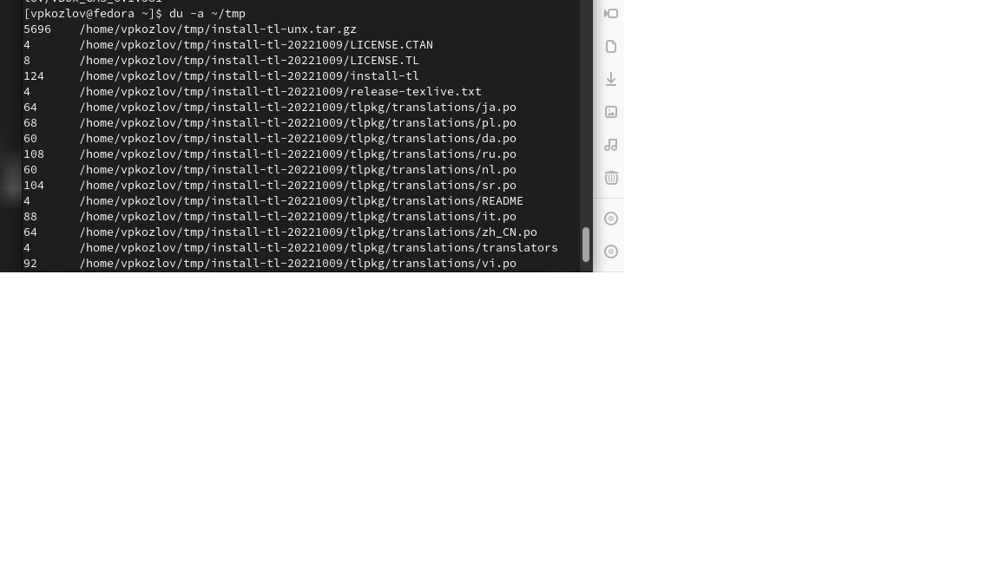 [vpkozlov@fedora ~]$ du -a ~/tmp
5696 /home/vpkozlov/tmp/install-tl-unx.tar.gz
4 /home/vpkozlov/tmp/install-tl-20221009/LICENSE.CTAN
8 /home/vpkozlov/tmp/install-tl-20221009/LICENSE.TL
124 /home/vpkozlov/tmp/install-tl-20221009/install-tl
4 /home/vpkozlov/tmp/install-tl-20221009/release-texlive.txt
64 /home/vpkozlov/tmp/install-tl-20221009/tlpkg/translations/ja.po
68 /home/vpkozlov/tmp/install-tl-20221009/tlpkg/translations/pl.po
60 /home/vpkozlov/tmp/install-tl-20221009/tlpkg/translations/da.po
108 /home/vpkozlov/tmp/install-tl-20221009/tlpkg/translations/ru.po
60 /home/vpkozlov/tmp/install-tl-20221009/tlpkg/translations/nl.po
104 /home/vpkozlov/tmp/install-tl-20221009/tlpkg/translations/sr.po
4 /home/vpkozlov/tmp/install-tl-20221009/tlpkg/translations/README
88 /home/vpkozlov/tmp/install-tl-20221009/tlpkg/translations/it.po
64 /home/vpkozlov/tmp/install-tl-20221009/tlpkg/translations/zh_CN.po
4 /home/vpkozlov/tmp/install-tl-20221009/tlpkg/translations/translators
92 /home/vpkozlov/tmp/install-tl-20221009/tlpkg/translations/vi.po